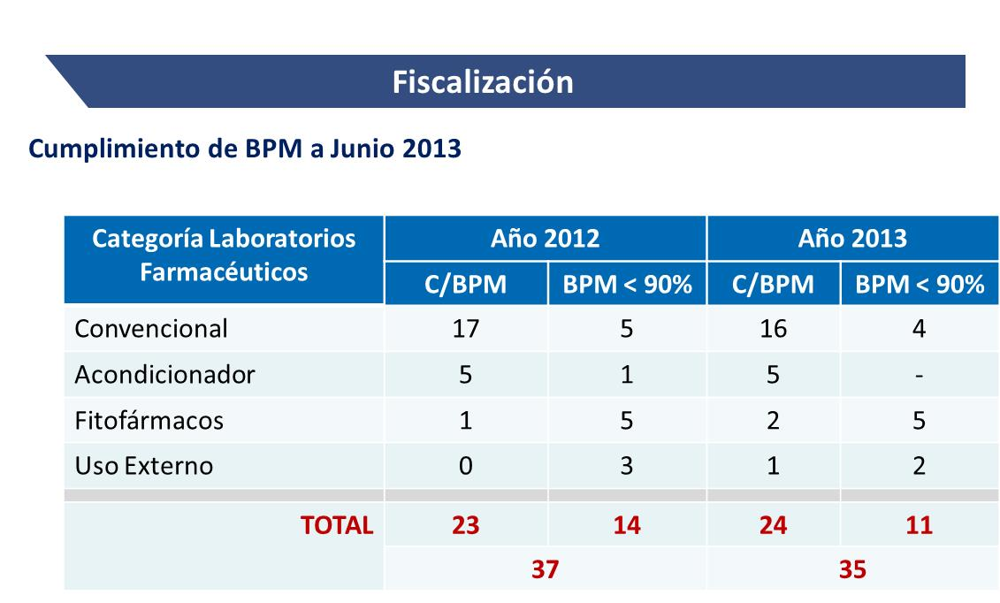 Fiscalización
Cumplimiento de BPM a Junio 2013
Categoría Laboratorios Farmacéuticos
Año 2012
Año 2013
C/BPM
BPM < 90%
C/BPM
BPM < 90%
Convencional 17 5 16 4
Acondicionador 5 1 5 -
Fitofármacos 1 5 2 5
Uso Externo 0 3 1 2
TOTAL 23 14 24 11
37 35